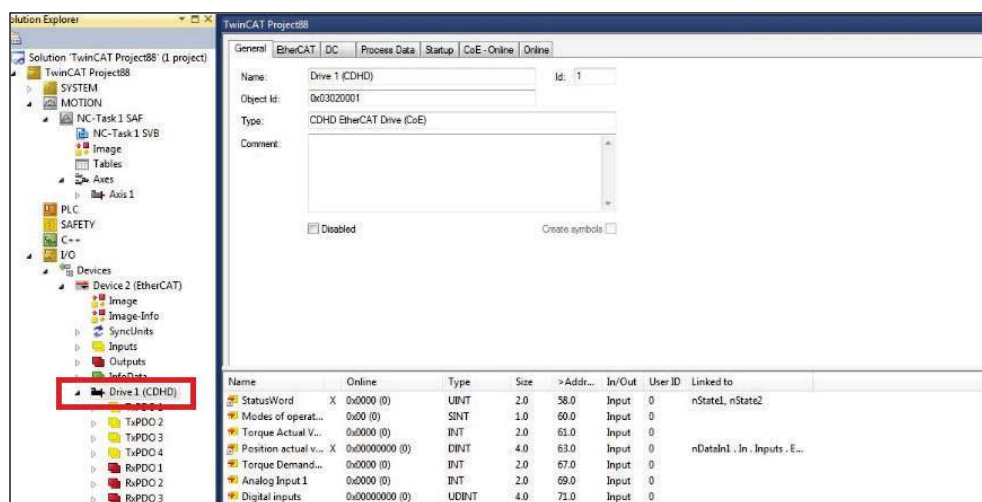 olution Explorer
Solution 'TwinCAT Project88' (1 project)
TwinCAT Project88
SYSTEM
MOTION
NC-Task 1 SAF
NC-Task 1 SVB
Image
Tables
Axes
Axis 1
PLC
SAFETY
C++
I/O
Devices
Device 2 (EtherCAT)
Image
Image-Info
SyncUnits
Inputs
Outputs
InfoData
Drive 1 (CDHD)
TxPDO 2
TxPDO 3
TxPDO 4
RxPDO 1
RxPDO 2
RxPDO 3
TwinCAT Project88
General EtherCAT DC Process Data Startup CoE - Online Online
Name: Drive 1 (CDHD) Id: 1
Object Id: 0x03020001
Type: CDHD EtherCAT Drive (CoE)
Comment:
Disabled Create symbols
Name Online Type Size >Addr... In/Out User ID Linked to
StatusWord X 0x0000 (0) UINT 2.0 58.0 Input 0 nState1, nState2
Modes of operat... 0x00 (0) SINT 1.0 60.0 Input 0
Torque Actual V... 0x0000 (0) INT 2.0 61.0 Input 0
Position actual v... X 0x00000000 (0) DINT 4.0 63.0 Input 0 nDataIn1 . In . Inputs . E...
Torque Demand... 0x0000 (0) INT 2.0 67.0 Input 0
Analog Input 1 0x0000 (0) INT 2.0 69.0 Input 0
Digital inputs 0x00000000 (0) UDINT 4.0 71.0 Input 0